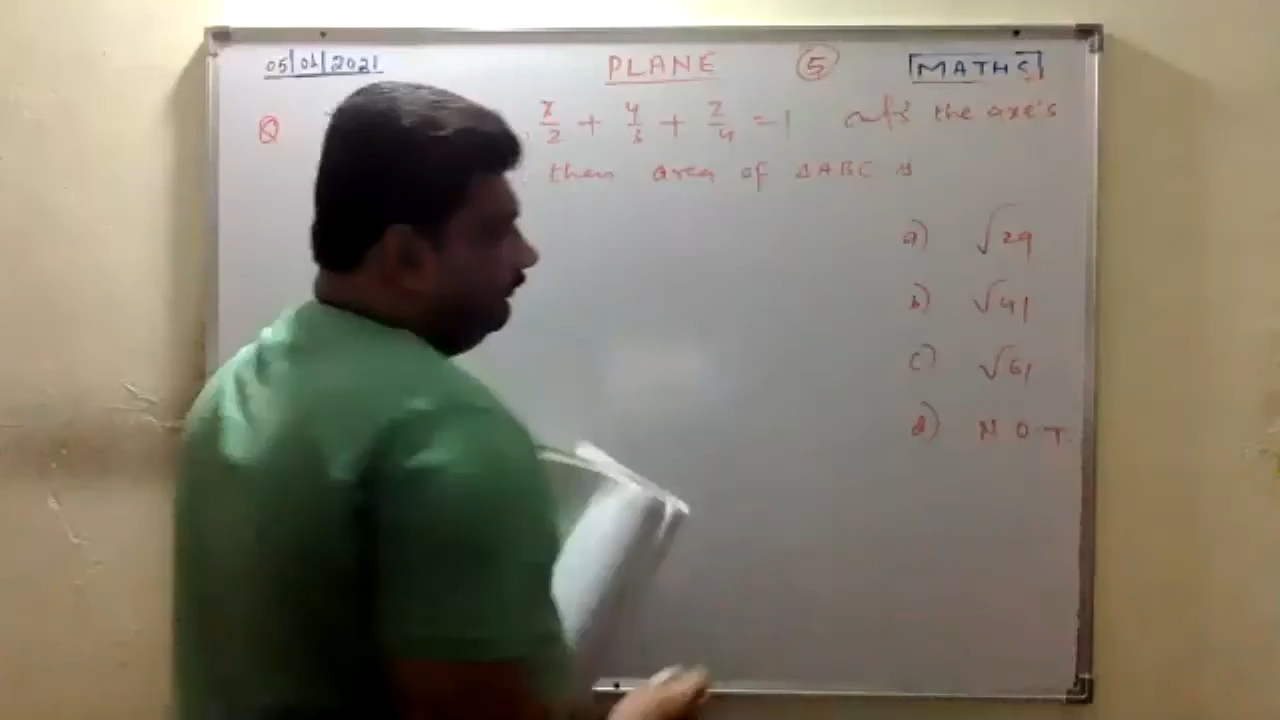 05/01/2021 PLANE 5 MATHS
Q x/2 + y/3 + z/4 = 1 cuts the axe's
then area of ΔABC is
a) √29
b) √41
c) √61
d) N O T